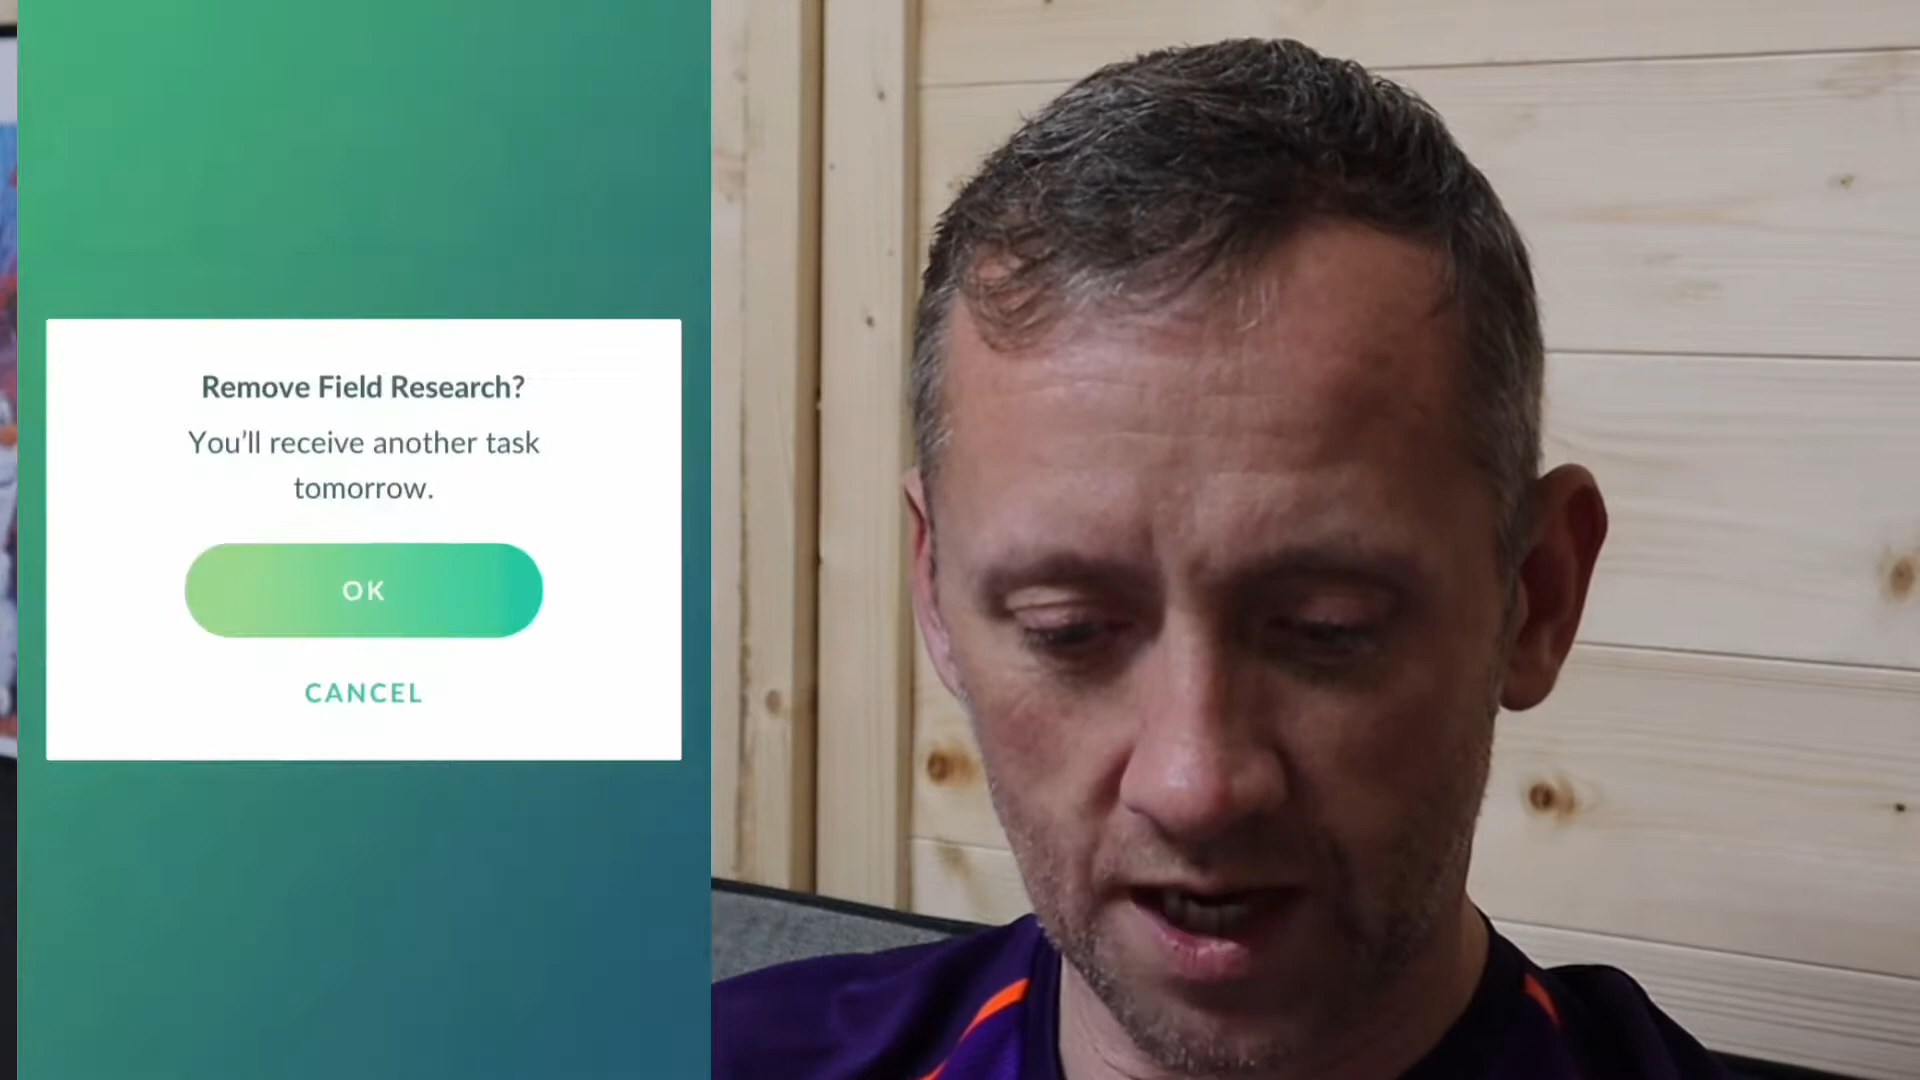 Remove Field Research?
You'll receive another task
tomorrow.
OK
CANCEL